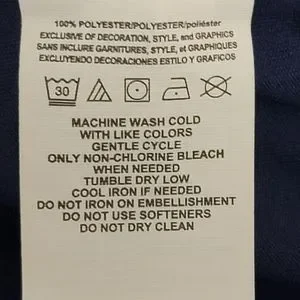 100% POLYESTER/POLYESTER/poliéster
EXCLUSIVE OF DECORATION, STYLE, and GRAPHICS
SANS INCLURE GARNITURES, STYLE, et GRAPHIQUES
EXCLUYENDO DECORACIONES ESTILO Y GRAFICOS
30
MACHINE WASH COLD
WITH LIKE COLORS
GENTLE CYCLE
ONLY NON-CHLORINE BLEACH
WHEN NEEDED
TUMBLE DRY LOW
COOL IRON IF NEEDED
DO NOT IRON ON EMBELLISHMENT
DO NOT USE SOFTENERS
DO NOT DRY CLEAN